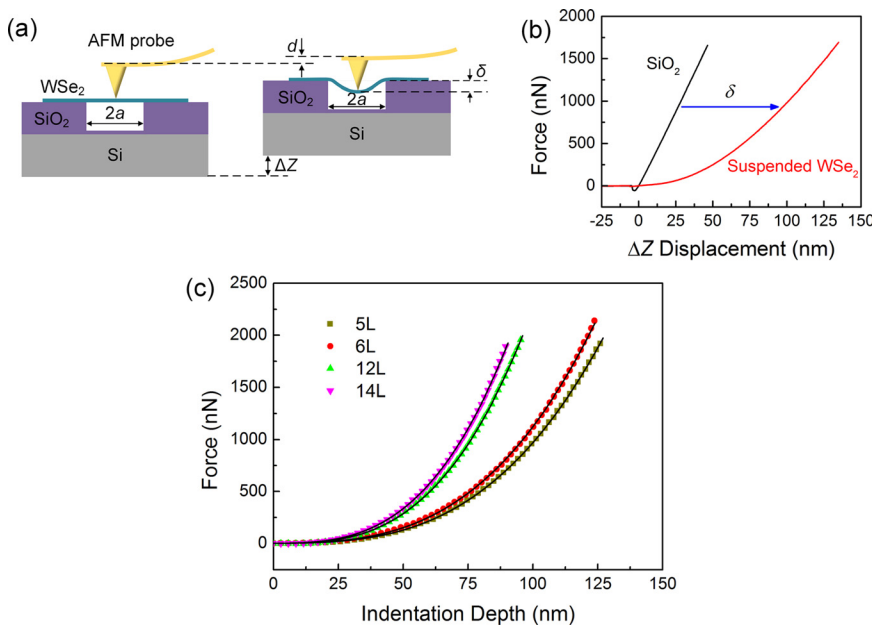 (a)
AFM probe
WSe₂
SiO₂
2a
Si
d
δ
SiO₂
2a
Si
ΔZ
(b)
2000
1500
1000
500
0
Force (nN)
SiO₂
δ
Suspended WSe₂
-25 0 25 50 75 100 125 150
ΔZ Displacement (nm)
(c)
2500
2000
1500
1000
500
0
Force (nN)
5L
6L
12L
14L
0 25 50 75 100 125 150
Indentation Depth (nm)